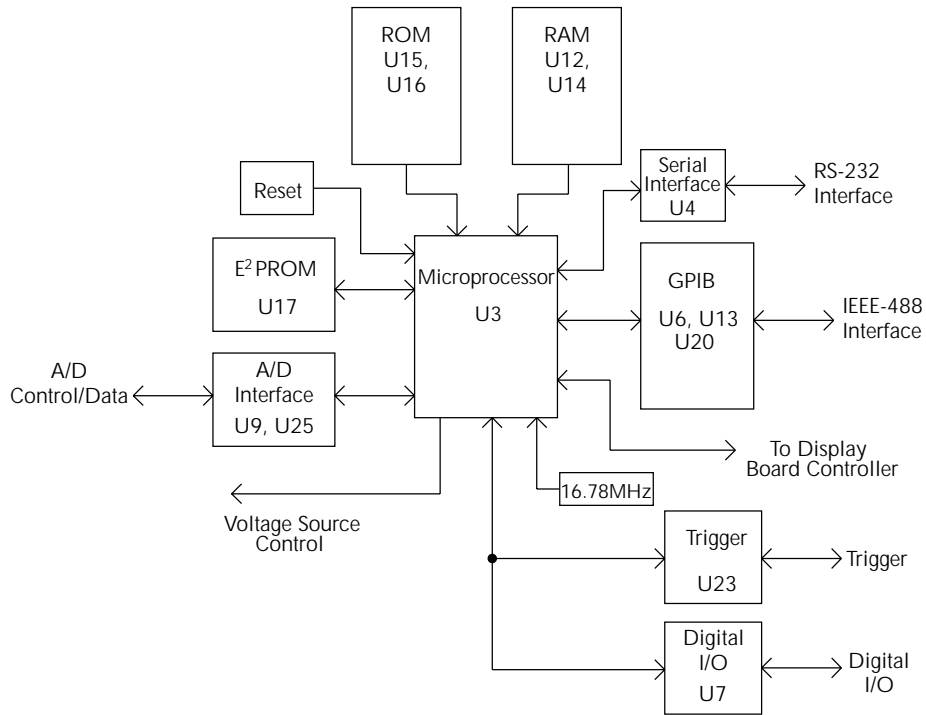 ROM
U15,
U16
RAM
U12,
U14
Reset
Serial
Interface
U4
RS-232
Interface
E²PROM
U17
Microprocessor
U3
GPIB
U6, U13
U20
IEEE-488
Interface
A/D
Control/Data
A/D
Interface
U9, U25
To Display
Board Controller
16.78MHz
Voltage Source
Control
Trigger
U23
Trigger
Digital
I/O
U7
Digital
I/O